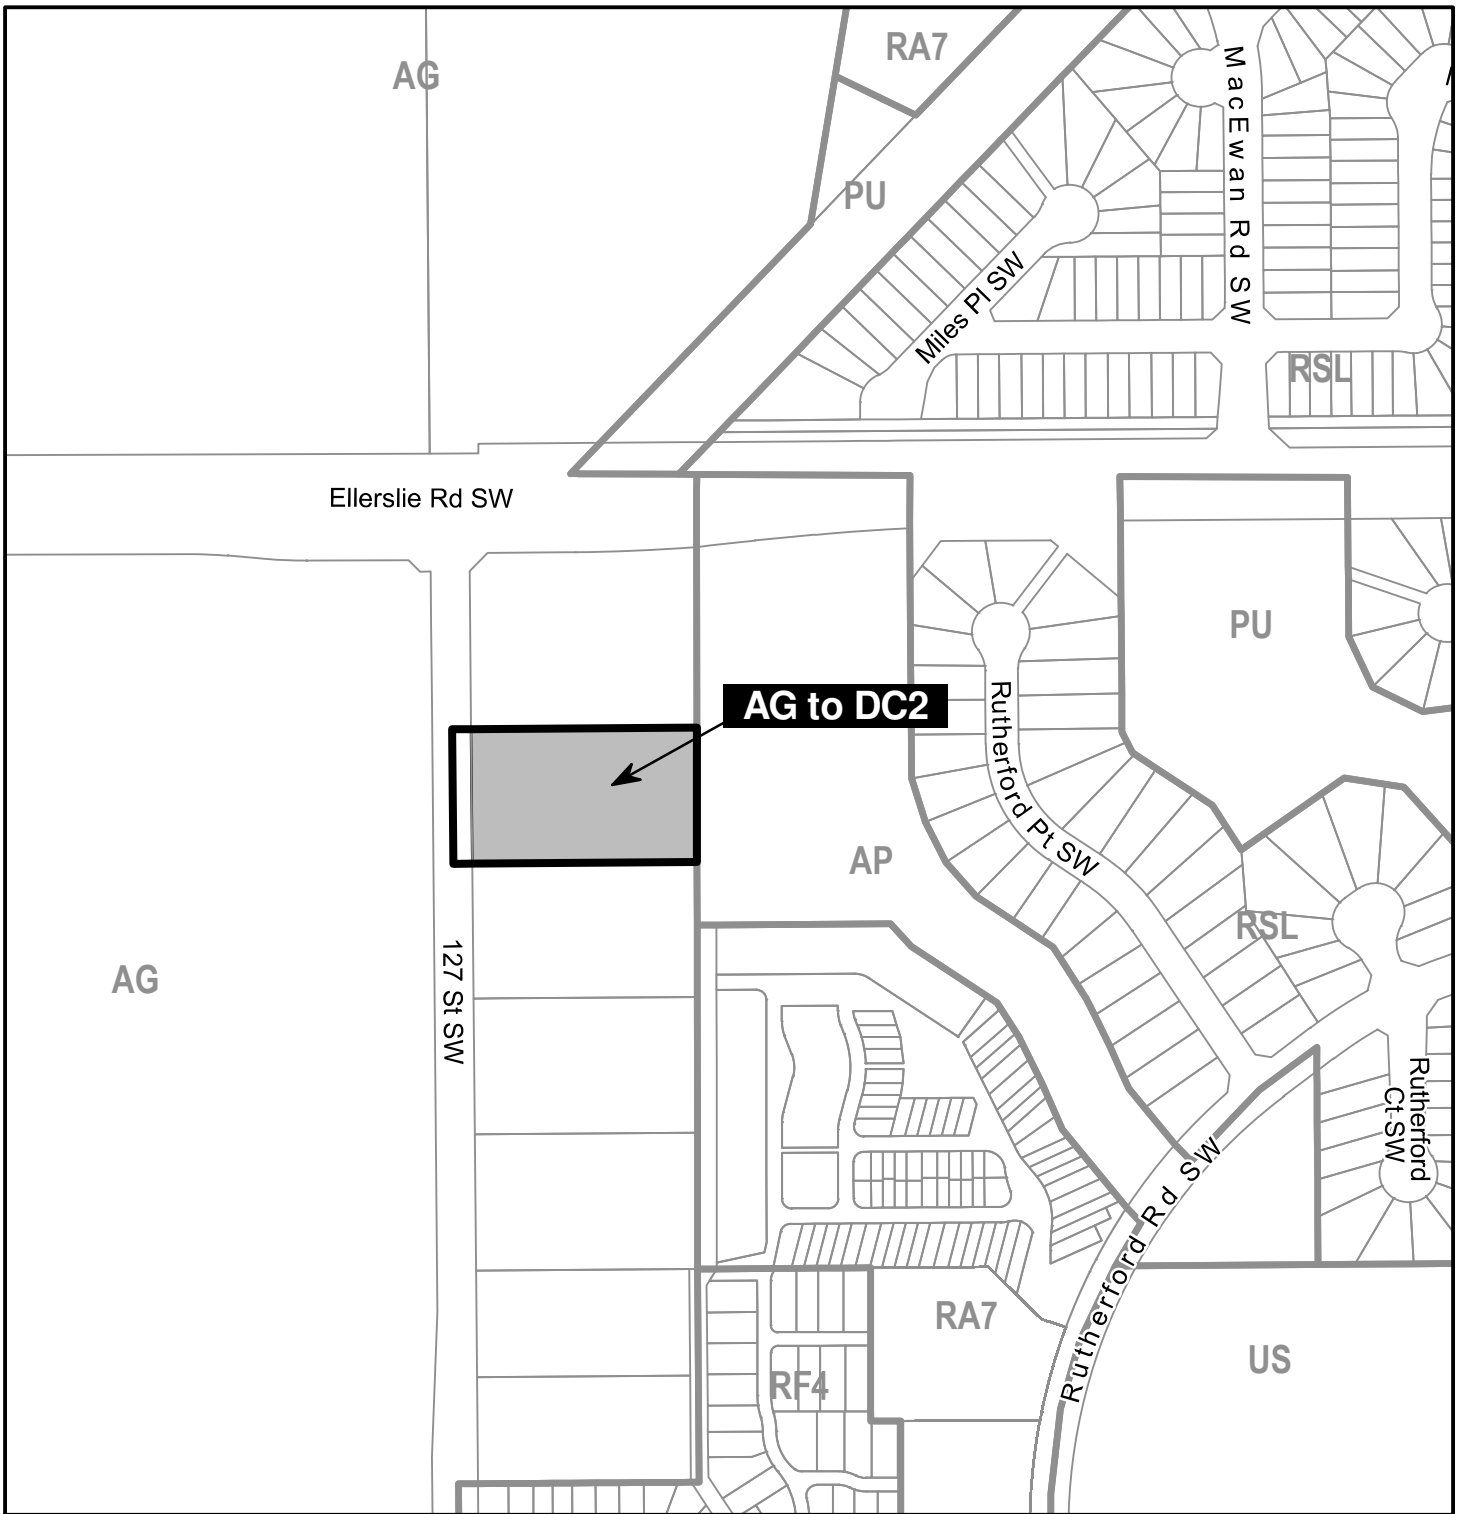 RA7
AG
MacEwan Rd SW
PU
Miles Pl SW
RSL
Ellerslie Rd SW
PU
AG to DC2
Rutherford Pt SW
AP
RSL
AG
127 St SW
Rutherford
Ct SW
Rutherford Rd SW
RA7
US
RF4